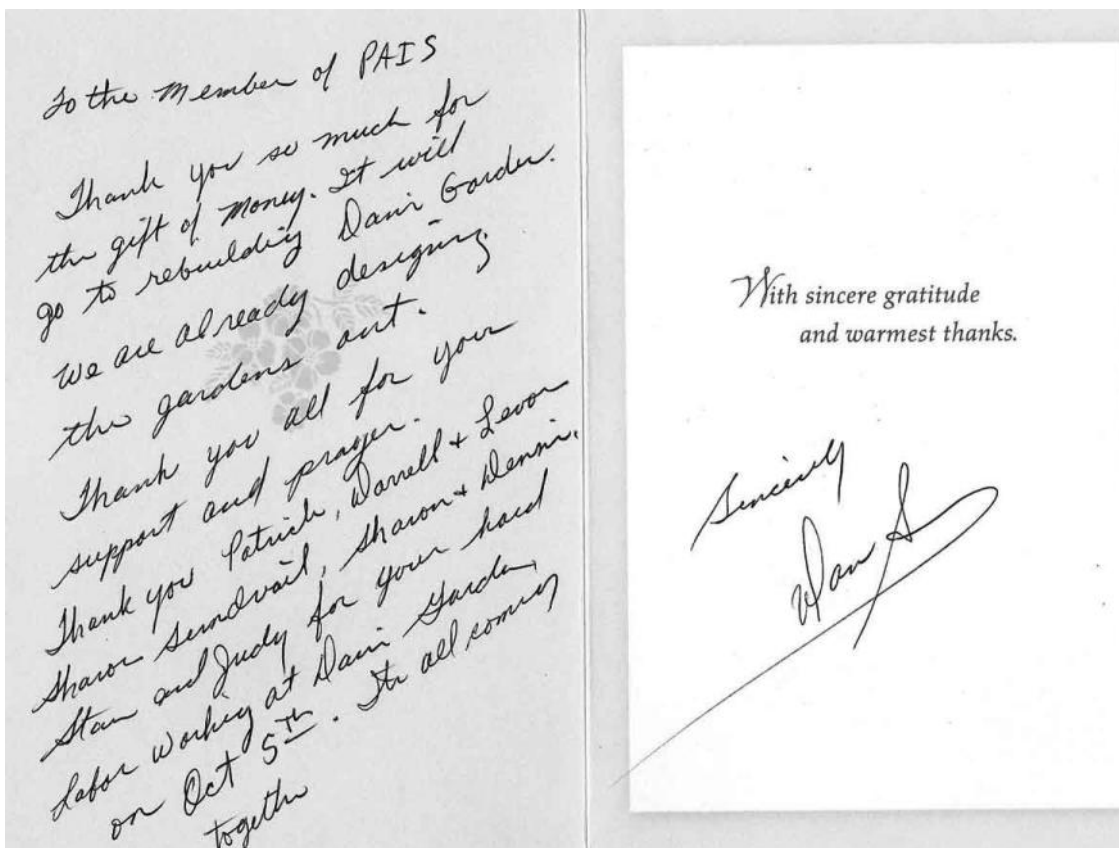 To the Member of PAIS
Thank you so much for
the gift of money. It will
go to rebuilding Dan's Garden.
We are already designing
the gardens out.
Thank you all for your
support and prayer.
Thank you Patrick, Darrell + Levon
Sharon Sundvail, Sharon + Dennis,
Stan and Judy for your hard
Labor working at Dan's Garden,
on Oct 5th. Its all coming
together
With sincere gratitude
and warmest thanks.
Sincerely
Dan S